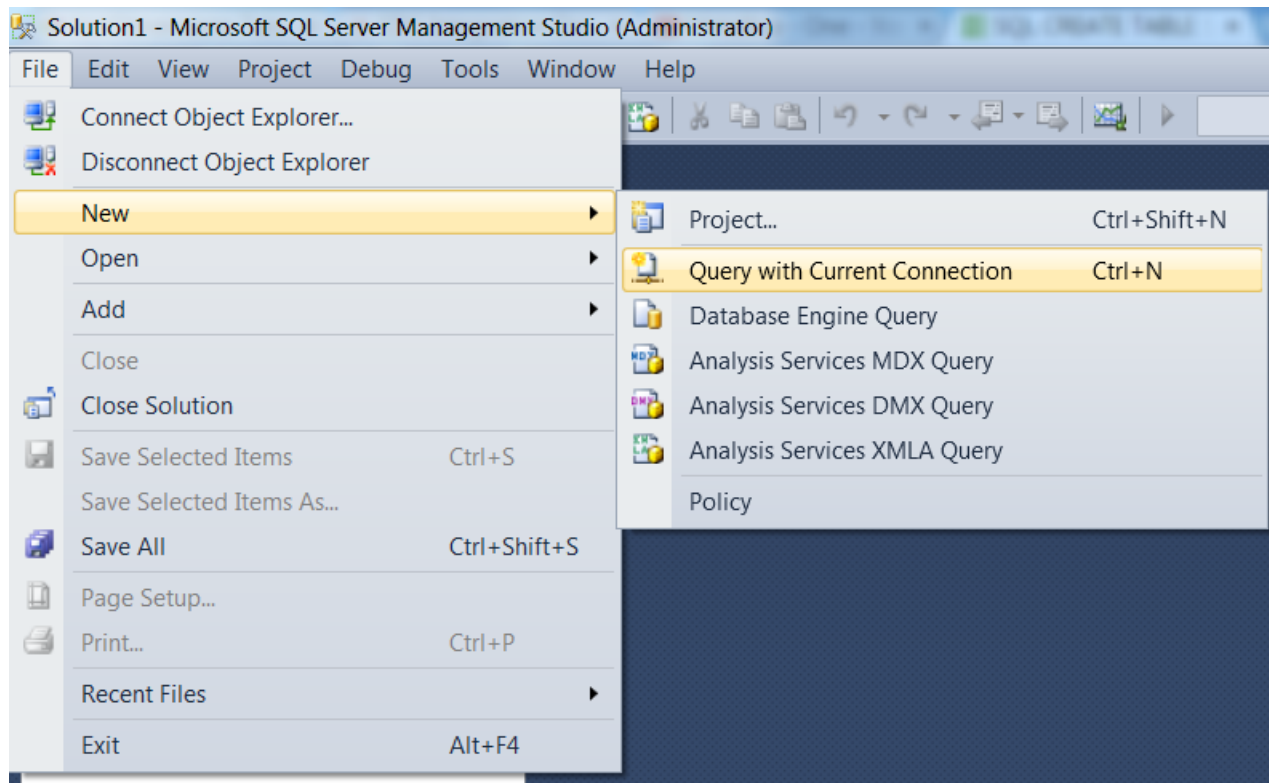 Solution1 - Microsoft SQL Server Management Studio (Administrator)
File Edit View Project Debug Tools Window Help
Connect Object Explorer...
Disconnect Object Explorer
New
Open
Add
Close
Close Solution
Save Selected Items Ctrl+S
Save Selected Items As...
Save All Ctrl+Shift+S
Page Setup...
Print... Ctrl+P
Recent Files
Exit Alt+F4
Project... Ctrl+Shift+N
Query with Current Connection Ctrl+N
Database Engine Query
Analysis Services MDX Query
Analysis Services DMX Query
Analysis Services XMLA Query
Policy